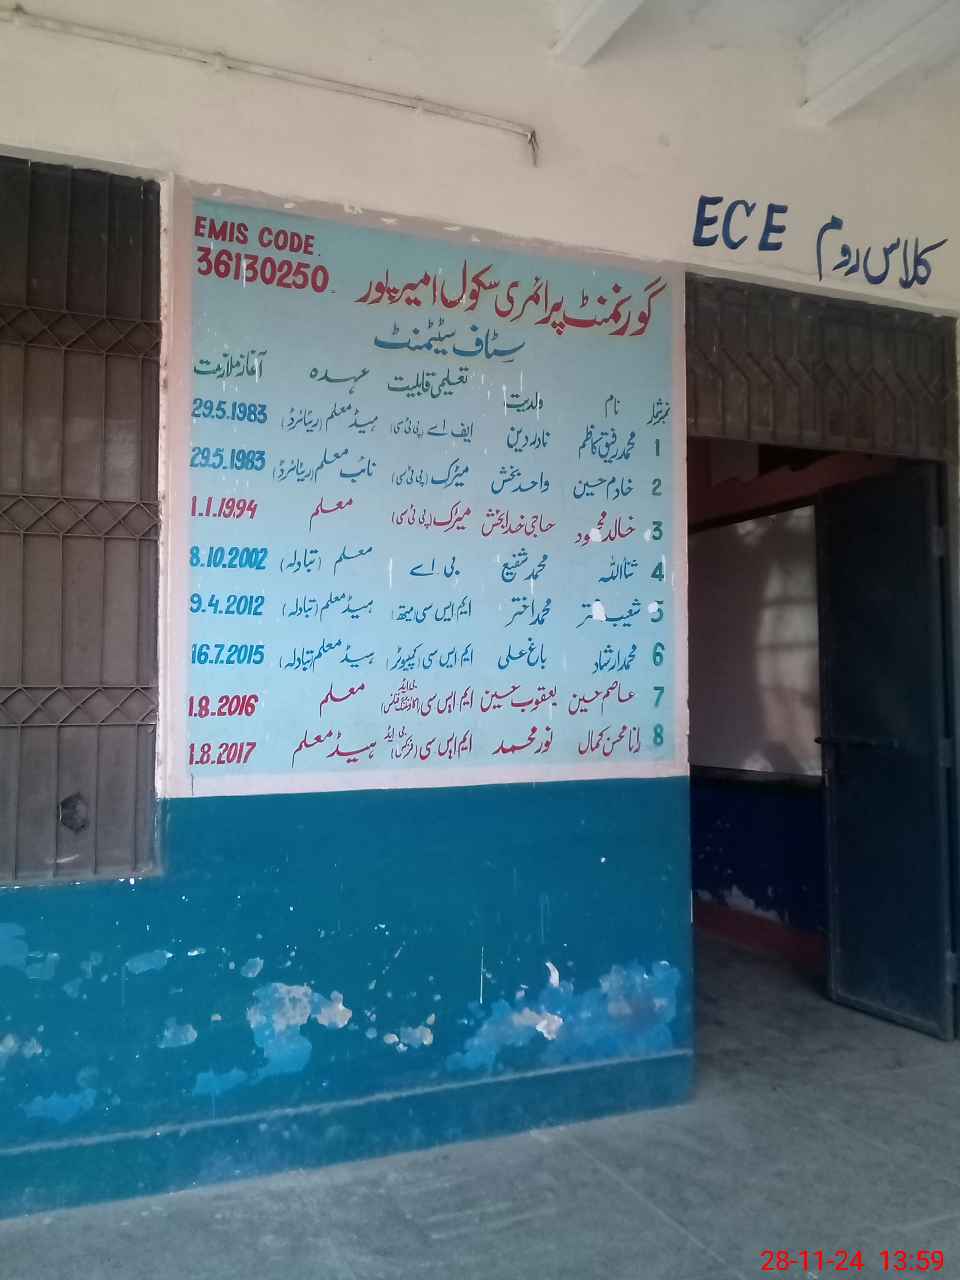 EMIS CODE.
36130250.
گورنمنٹ پرائمری سکول امیرپور
سٹاف سٹیٹمنٹ
نمبرشمار نام ولدیت تعلیمی قابلیت عہدہ آغاز ملازمت
1 محمد رفیق کاظم نادر دین ایف اے (پی ٹی سی) ہیڈ معلم (ریٹائرڈ) 29.5.1983
2 خادم حسین واحد بخش میٹرک (پی ٹی سی) نائب معلم (ریٹائرڈ) 29.5.1983
3 خالد محمود حاجی خدا بخش میٹرک (پی ٹی سی) معلم 1.1.1994
4 ثنااللہ محمد شفیع بی اے معلم (تبادلہ) 8.10.2002
5 شعیب اختر محمد اختر ایم ایس سی میتھ ہیڈ معلم (تبادلہ) 9.4.2012
6 محمد ارشاد باغ علی ایم ایس سی (کمپیوٹر) ہیڈ معلم (تبادلہ) 16.7.2015
7 عاصم حسین یعقوب حسین ایم ایس سی معلم 1.8.2016
8 رانا محسن کمال نور محمد ایم ایس سی (فزکس) بی ایڈ ہیڈ معلم 1.8.2017
ECE کلاس روم
28-11-24 13:59